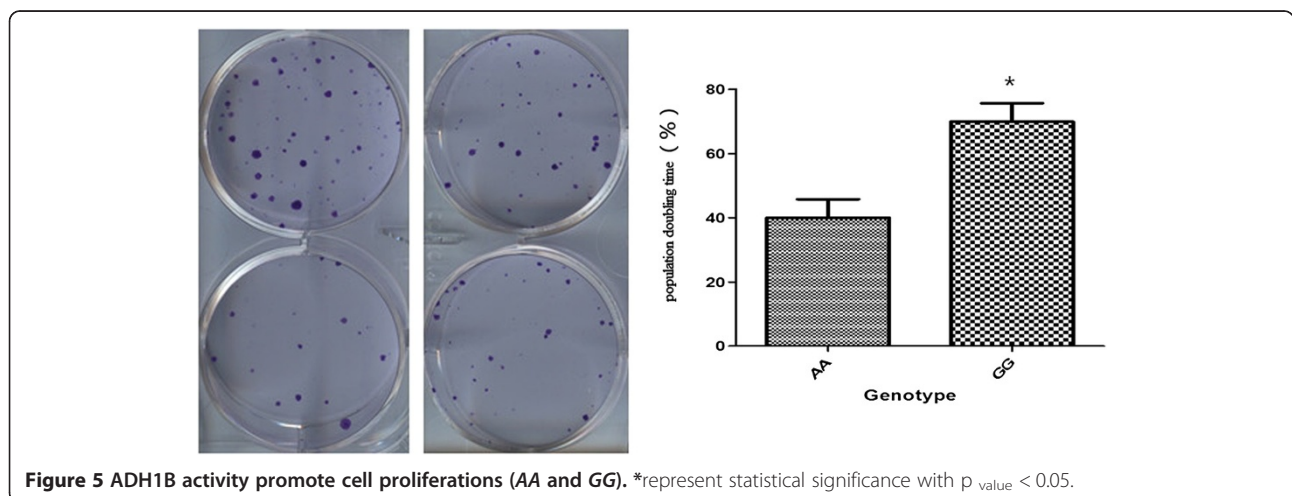 80
60
40
20
0
population doubling time ( % )
*
AA
GG
Genotype
Figure 5 ADH1B activity promote cell proliferations (AA and GG). *represent statistical significance with p value < 0.05.